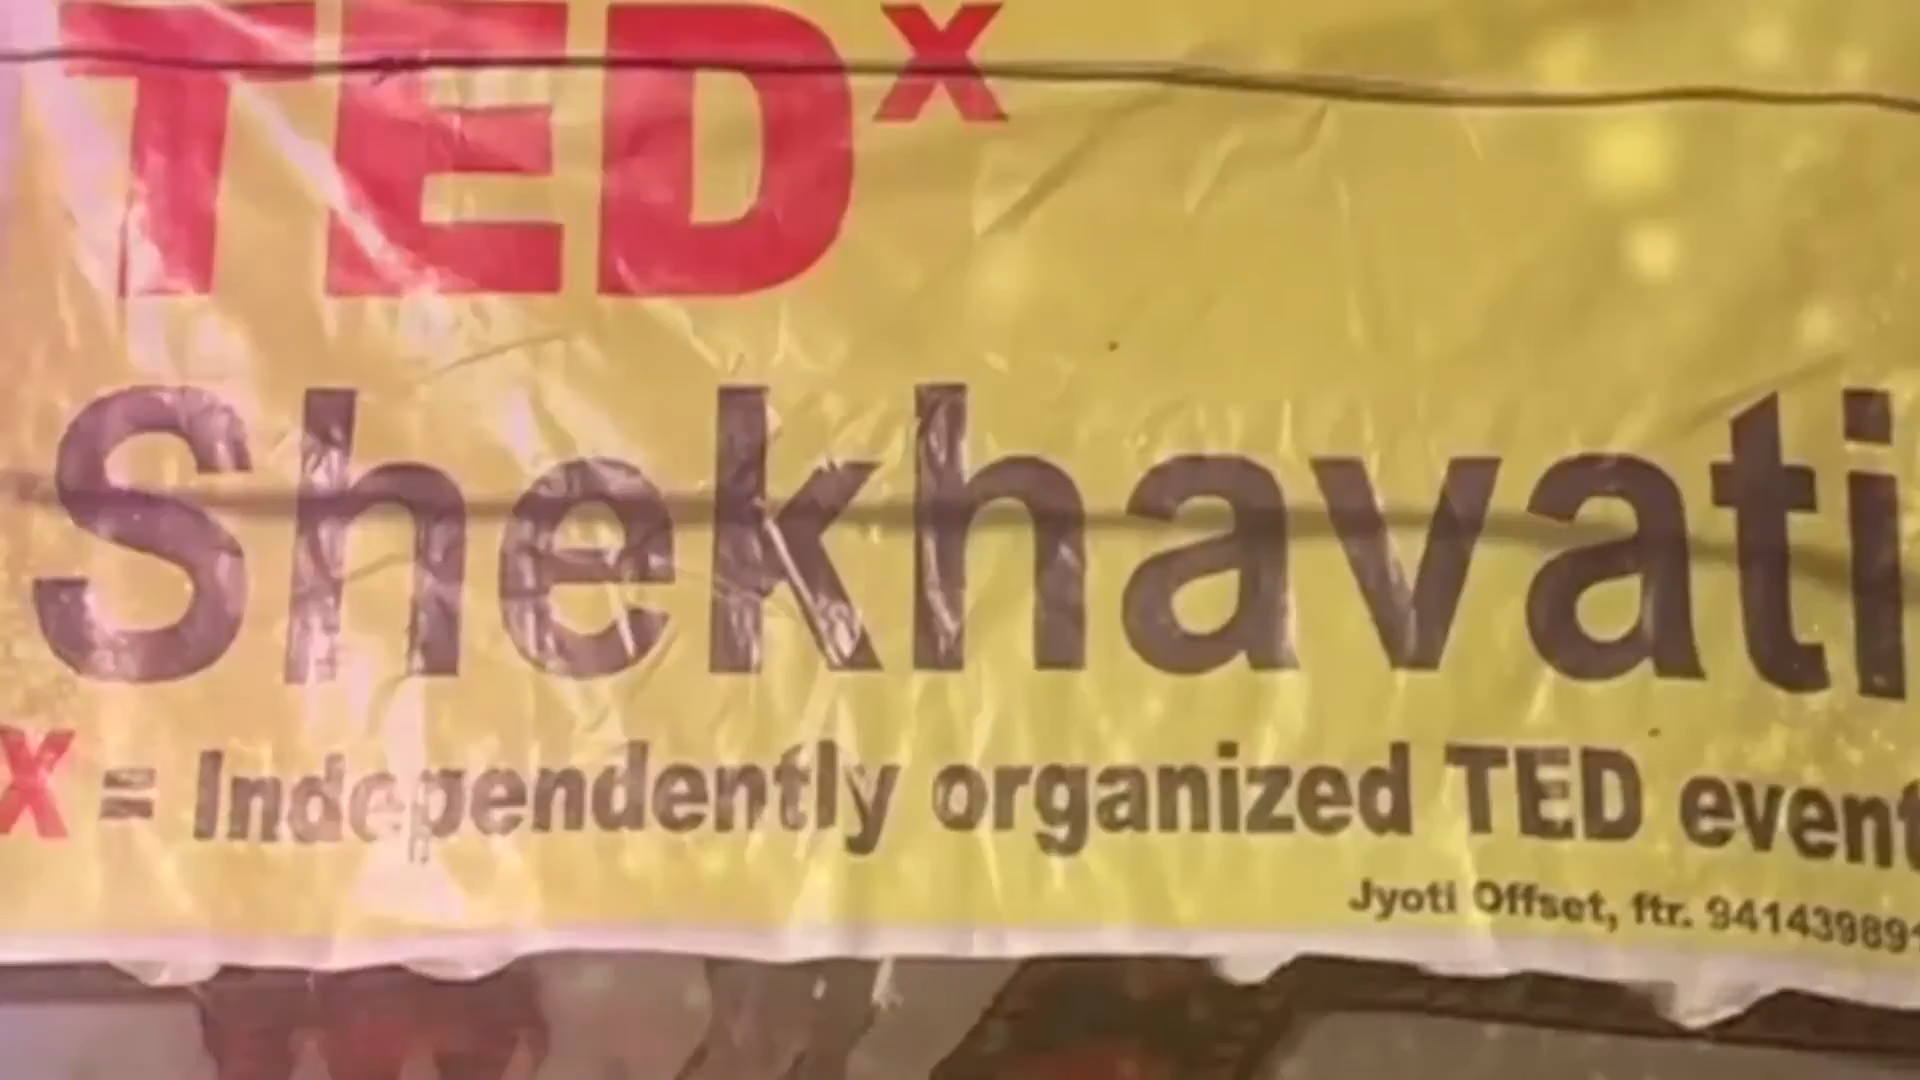 TEDx
Shekhavati
x = Independently organized TED event
Jyoti Offset, ftr.